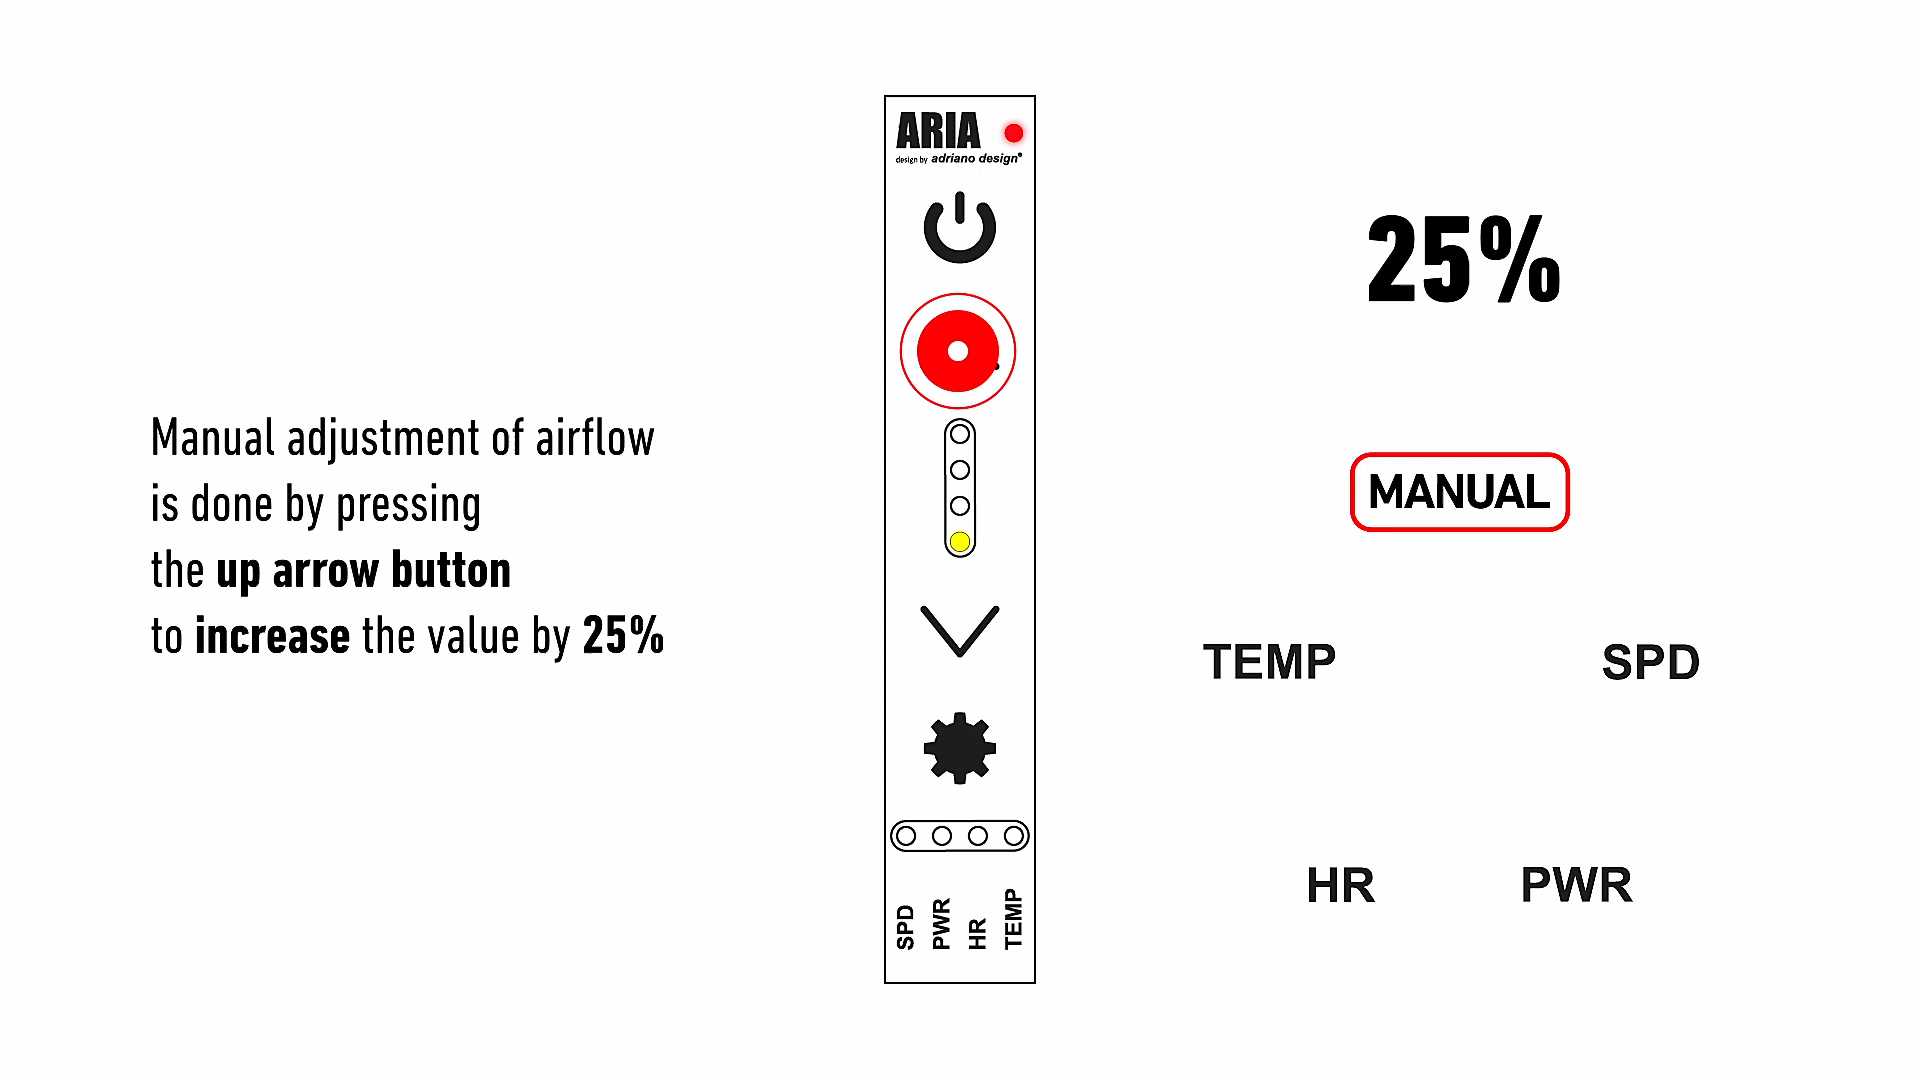 Manual adjustment of airflow
is done by pressing
the up arrow button
to increase the value by 25%
ARIA
design by adriano design®
SPD
PWR
HR
TEMP
25%
MANUAL
TEMP
SPD
HR
PWR